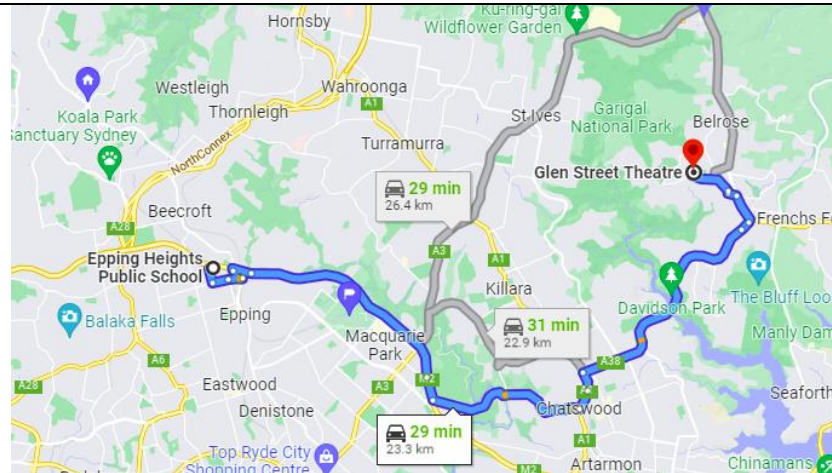 Ku-ring-gai
Wildflower Garden
Hornsby
Westleigh
Wahroonga
Koala Park
Sanctuary Sydney
Thornleigh
A1
St Ives
Garigal
National Park
Belrose
Turramurra
NorthConnex
29 min
26.4 km
Glen Street Theatre
Beecroft
A28
Frenchs F
A3
A1
Epping Heights
Public School
Killara
Davidson Park
The Bluff Loo
Balaka Falls
Epping
31 min
22.9 km
Manly Dam
Macquarie
Park
A6
A38
A28
Eastwood
A3
M2
Seaforth
Denistone
Chatswood
29 min
23.3 km
A1
Top Ryde City
Shopping Centre
M2
Artarmon
Chinamans